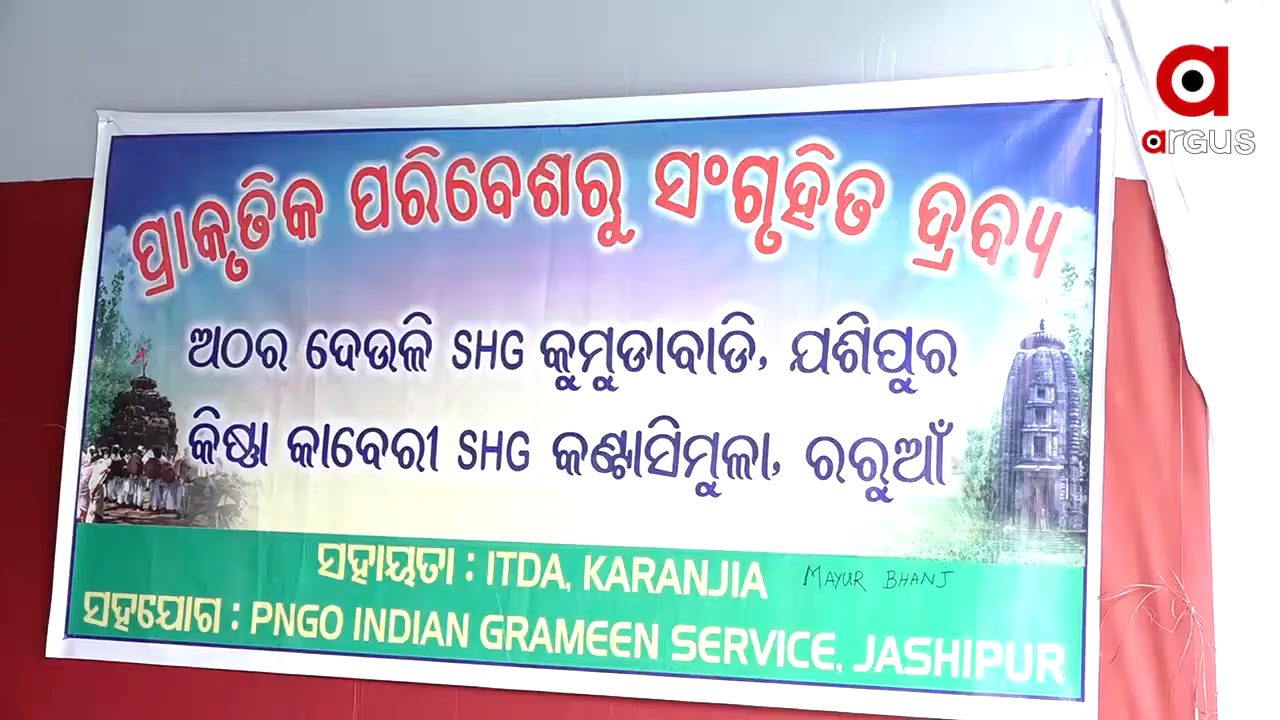 ପ୍ରାକୃତିକ ପରିବେଶରୁ ସଂଗୃହିତ ଦ୍ରବ୍ୟ
ଅଠର ଦେଉଳି SHG କୁମୁଡାବାଡି, ଯଶିପୁର
କିଷ୍ଣା କାବେରୀ SHG କଣ୍ଟାସିମୁଳା, ରରୁଆଁ
ସହାୟତା : ITDA, KARANJIA MAYUR BHANJ
ସହଯୋଗ : PNGO INDIAN GRAMEEN SERVICE, JASHIPUR
a
argus